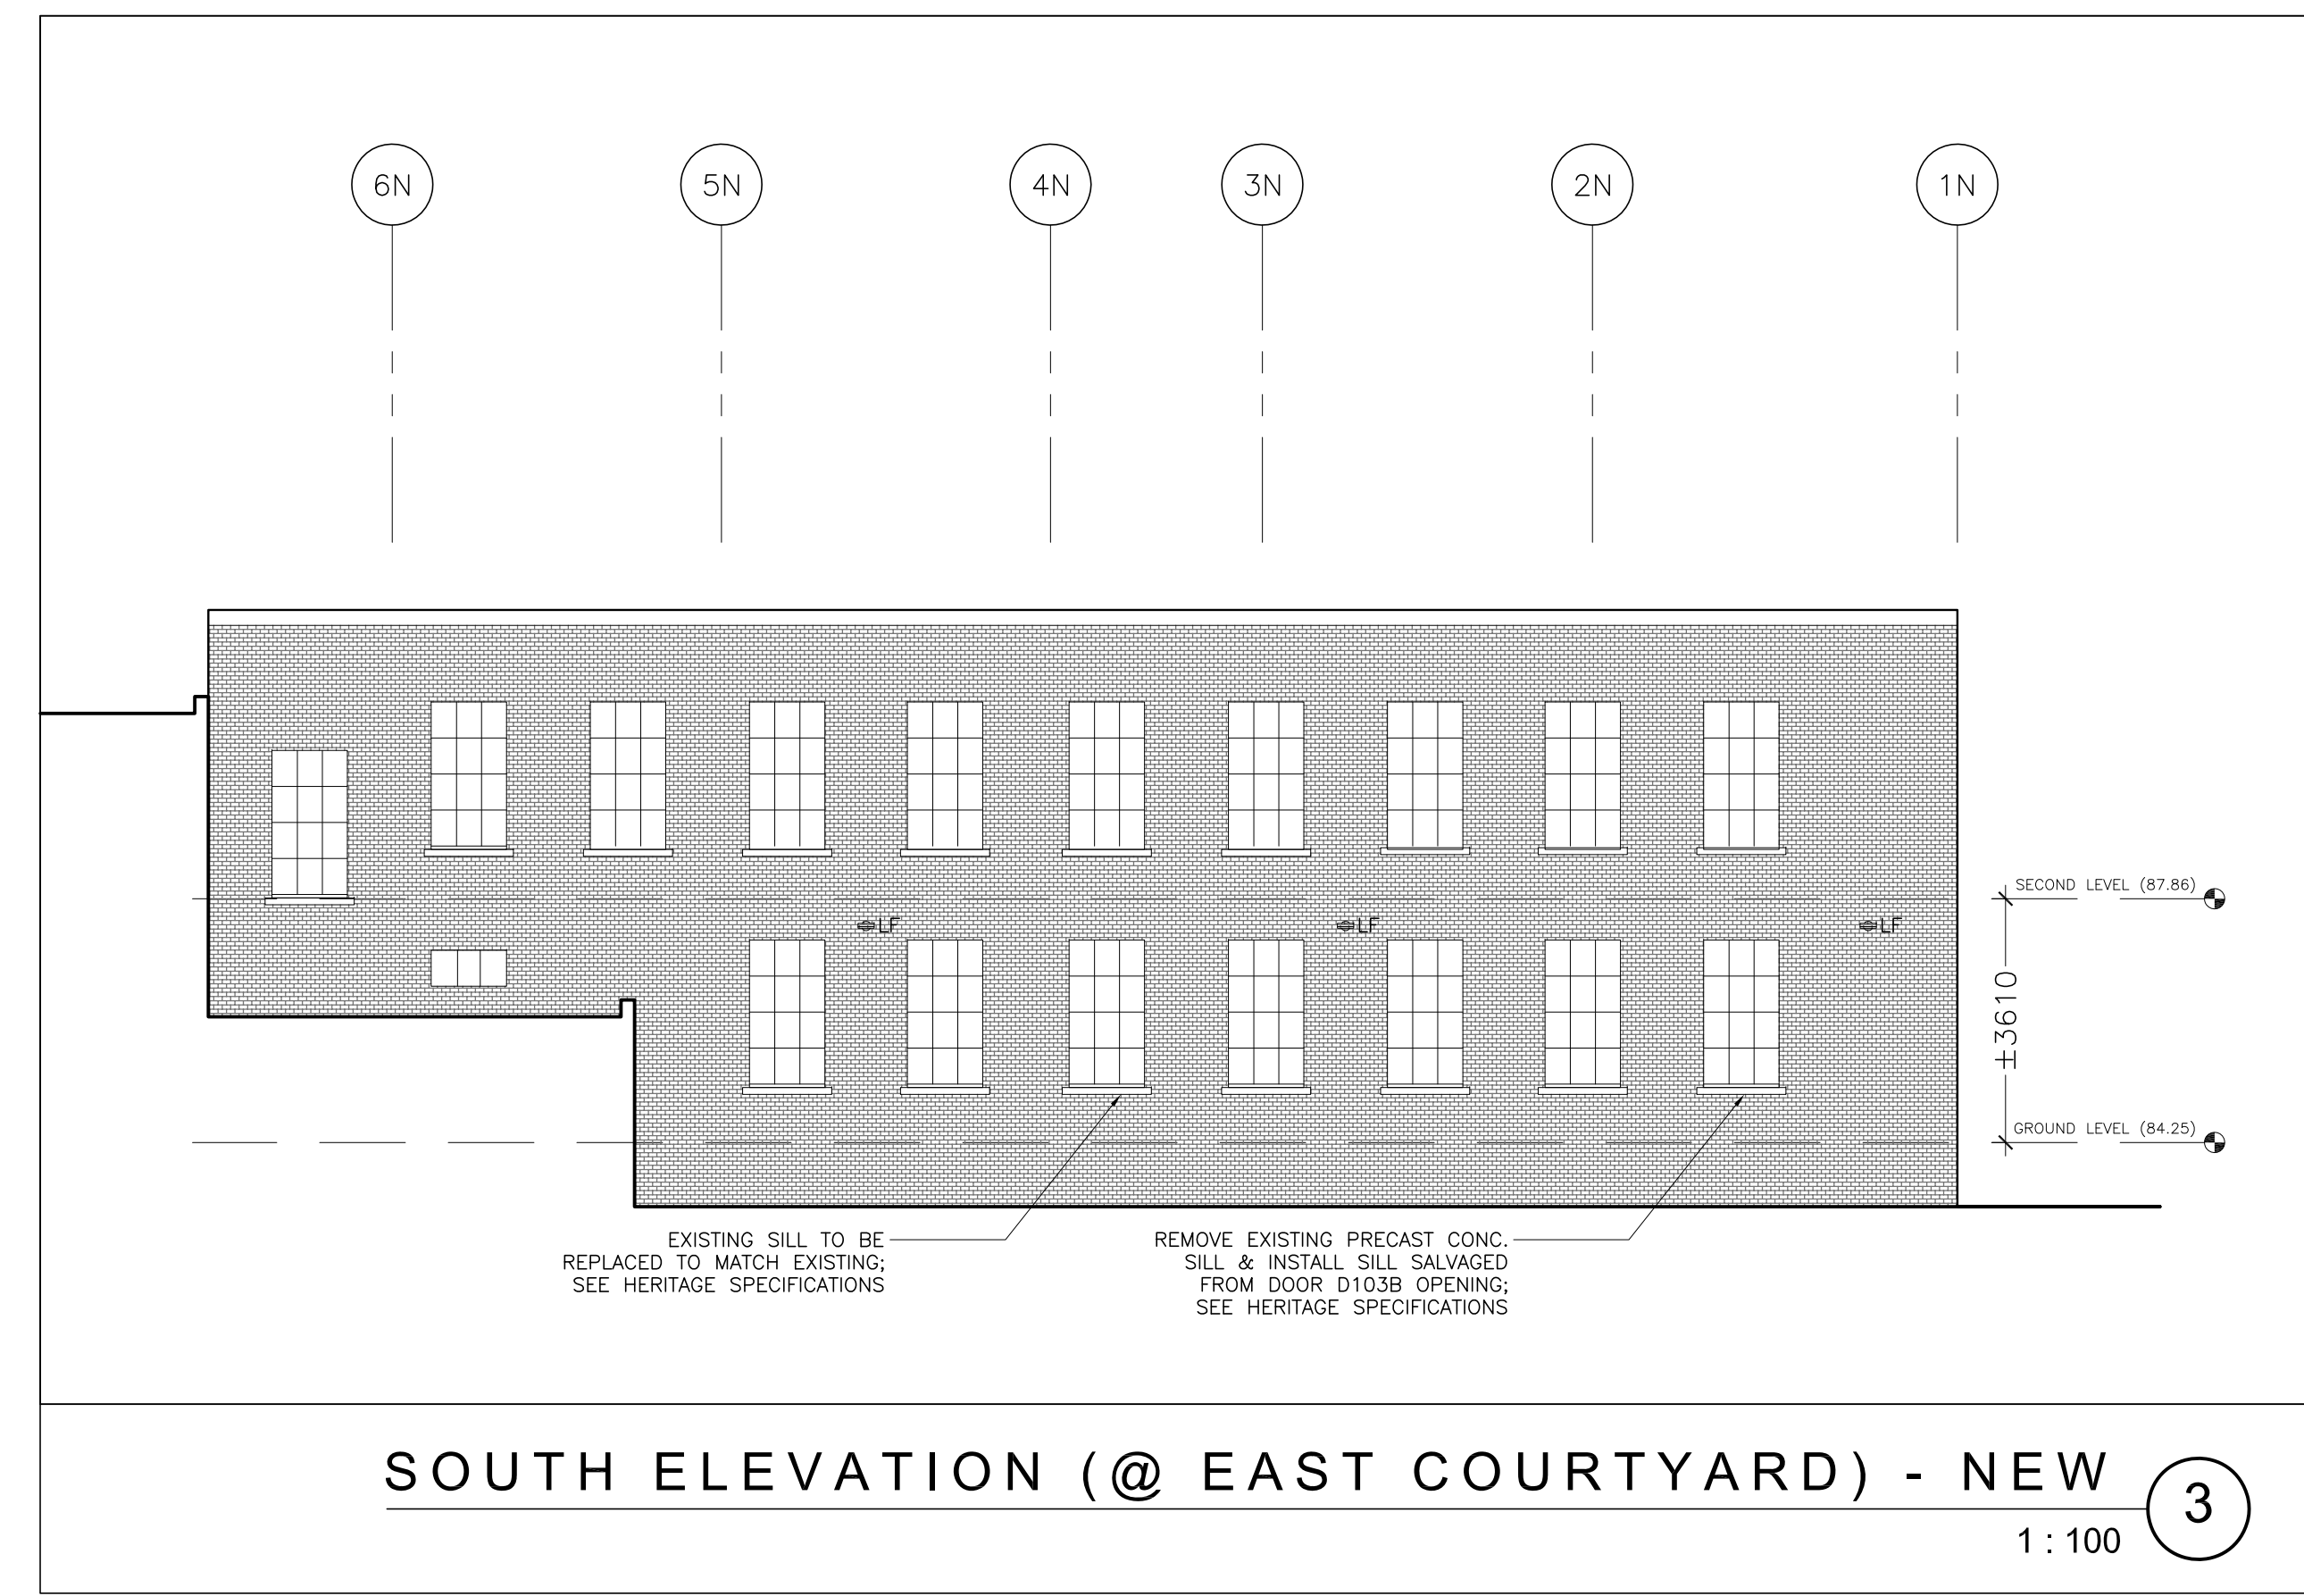 6N 5N 4N 3N 2N 1N
SECOND LEVEL (87.86)
LF LF LF
±3610
GROUND LEVEL (84.25)
EXISTING SILL TO BE
REPLACED TO MATCH EXISTING;
SEE HERITAGE SPECIFICATIONS
REMOVE EXISTING PRECAST CONC.
SILL & INSTALL SILL SALVAGED
FROM DOOR D103B OPENING;
SEE HERITAGE SPECIFICATIONS
SOUTH ELEVATION (@ EAST COURTYARD) - NEW
3
1 : 100